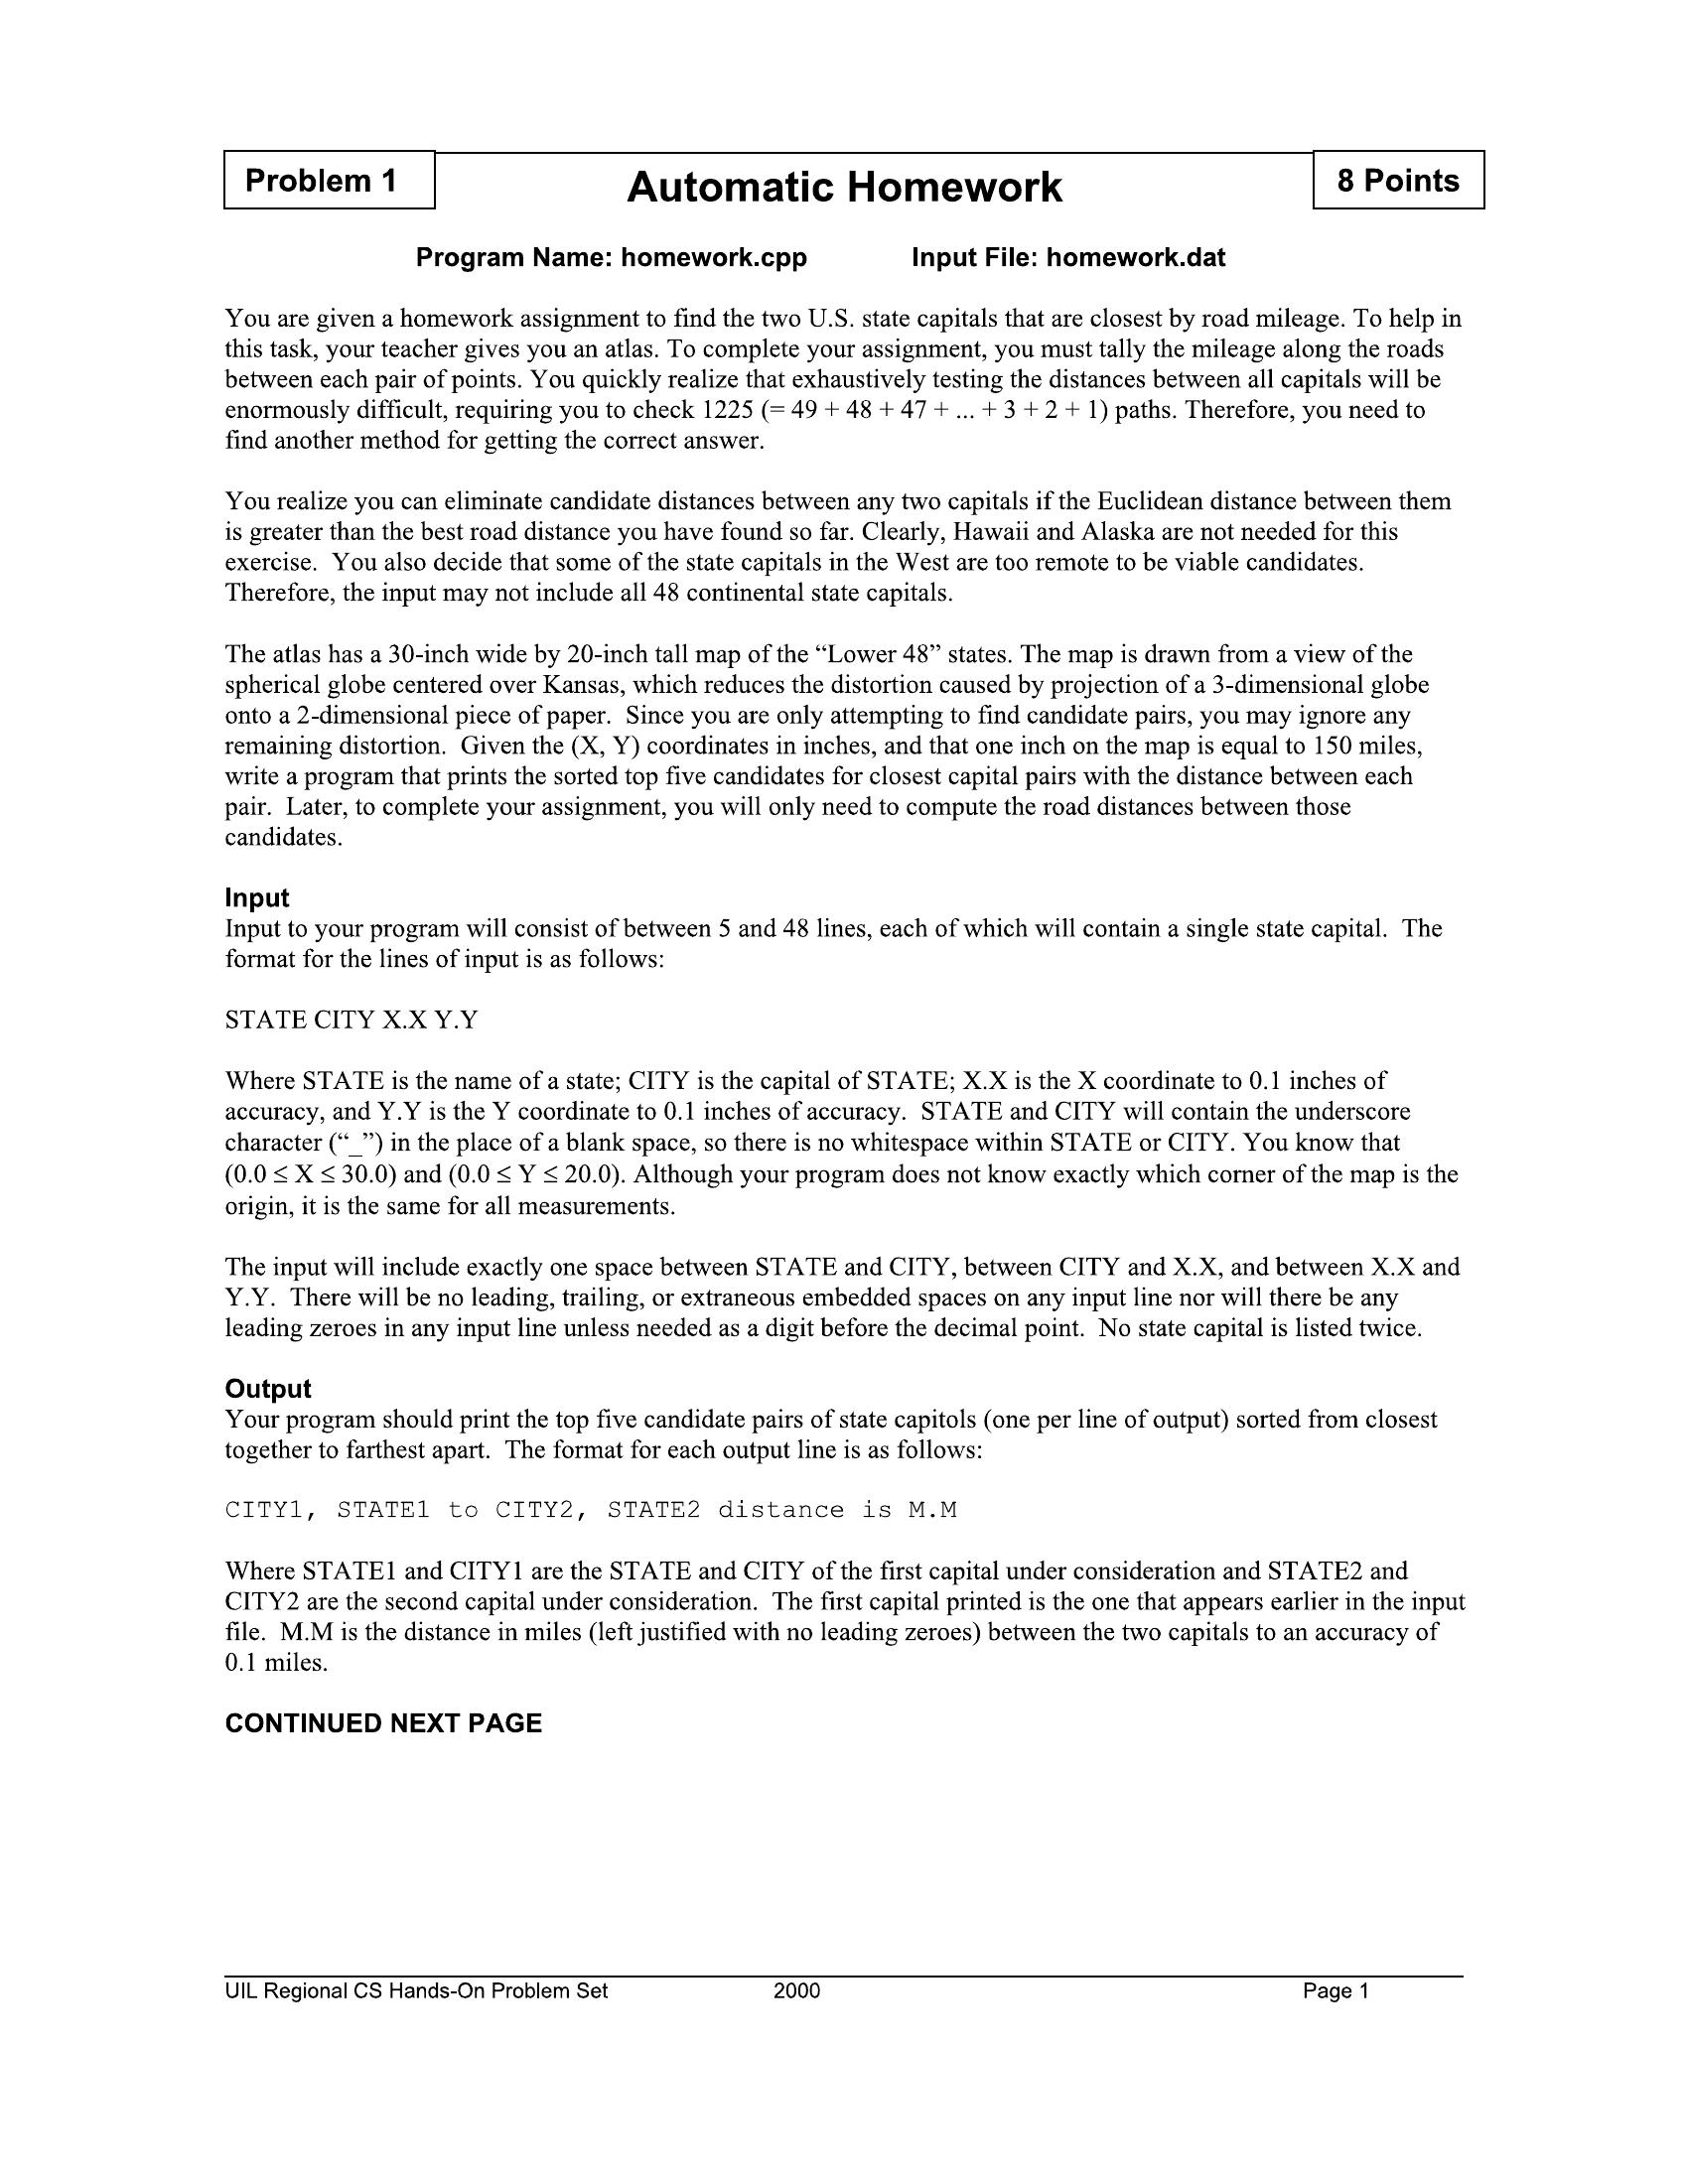 Problem 1
Automatic Homework
8 Points
Program Name: homework.cpp Input File: homework.dat
You are given a homework assignment to find the two U.S. state capitals that are closest by road mileage. To help in
this task, your teacher gives you an atlas. To complete your assignment, you must tally the mileage along the roads
between each pair of points. You quickly realize that exhaustively testing the distances between all capitals will be
enormously difficult, requiring you to check 1225 (= 49 + 48 + 47 + ... + 3 + 2 + 1) paths. Therefore, you need to
find another method for getting the correct answer.
You realize you can eliminate candidate distances between any two capitals if the Euclidean distance between them
is greater than the best road distance you have found so far. Clearly, Hawaii and Alaska are not needed for this
exercise.  You also decide that some of the state capitals in the West are too remote to be viable candidates.
Therefore, the input may not include all 48 continental state capitals.
The atlas has a 30-inch wide by 20-inch tall map of the “Lower 48” states. The map is drawn from a view of the
spherical globe centered over Kansas, which reduces the distortion caused by projection of a 3-dimensional globe
onto a 2-dimensional piece of paper.  Since you are only attempting to find candidate pairs, you may ignore any
remaining distortion.  Given the (X, Y) coordinates in inches, and that one inch on the map is equal to 150 miles,
write a program that prints the sorted top five candidates for closest capital pairs with the distance between each
pair.  Later, to complete your assignment, you will only need to compute the road distances between those
candidates.
Input
Input to your program will consist of between 5 and 48 lines, each of which will contain a single state capital.  The
format for the lines of input is as follows:
STATE CITY X.X Y.Y
Where STATE is the name of a state; CITY is the capital of STATE; X.X is the X coordinate to 0.1 inches of
accuracy, and Y.Y is the Y coordinate to 0.1 inches of accuracy.  STATE and CITY will contain the underscore
character (“_”) in the place of a blank space, so there is no whitespace within STATE or CITY. You know that
(0.0 ≤ X ≤ 30.0) and (0.0 ≤ Y ≤ 20.0). Although your program does not know exactly which corner of the map is the
origin, it is the same for all measurements.
The input will include exactly one space between STATE and CITY, between CITY and X.X, and between X.X and
Y.Y.  There will be no leading, trailing, or extraneous embedded spaces on any input line nor will there be any
leading zeroes in any input line unless needed as a digit before the decimal point.  No state capital is listed twice.
Output
Your program should print the top five candidate pairs of state capitols (one per line of output) sorted from closest
together to farthest apart.  The format for each output line is as follows:
CITY1, STATE1 to CITY2, STATE2 distance is M.M
Where STATE1 and CITY1 are the STATE and CITY of the first capital under consideration and STATE2 and
CITY2 are the second capital under consideration.  The first capital printed is the one that appears earlier in the input
file.  M.M is the distance in miles (left justified with no leading zeroes) between the two capitals to an accuracy of
0.1 miles.
CONTINUED NEXT PAGE
UIL Regional CS Hands-On Problem Set 2000 Page 1